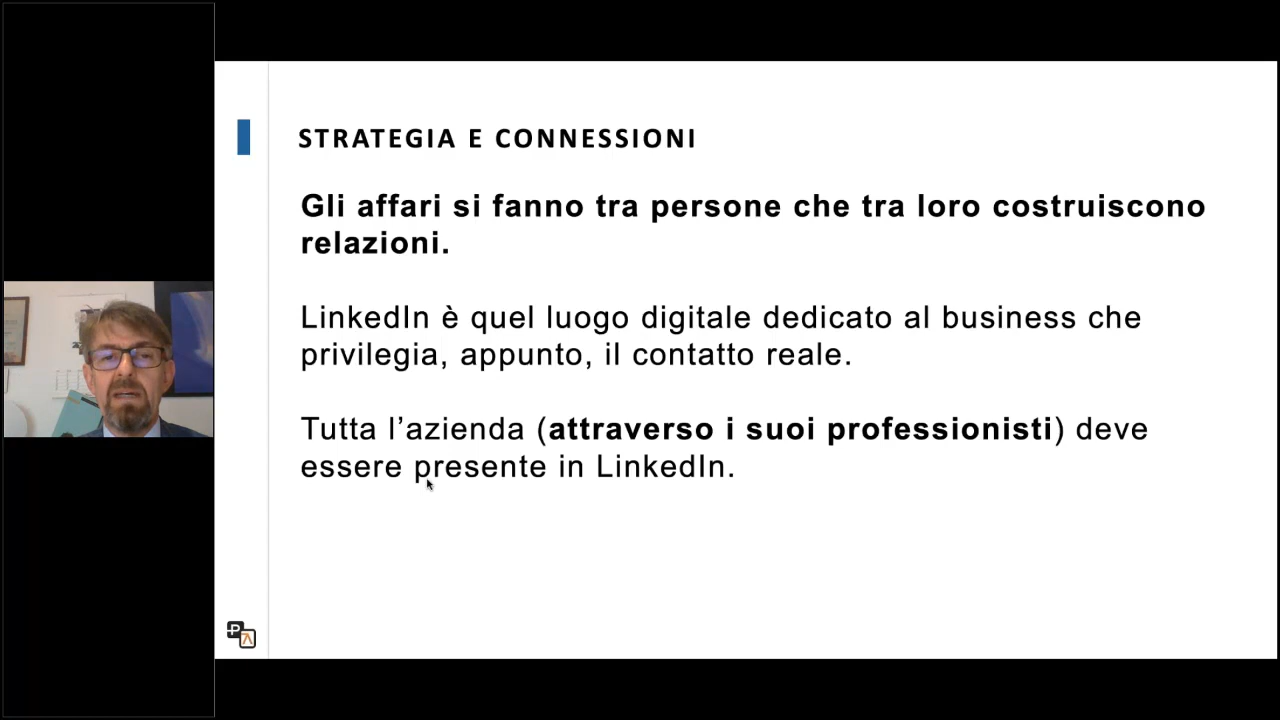 STRATEGIA E CONNESSIONI
Gli affari si fanno tra persone che tra loro costruiscono
relazioni.
LinkedIn è quel luogo digitale dedicato al business che
privilegia, appunto, il contatto reale.
Tutta l’azienda (attraverso i suoi professionisti) deve
essere presente in LinkedIn.